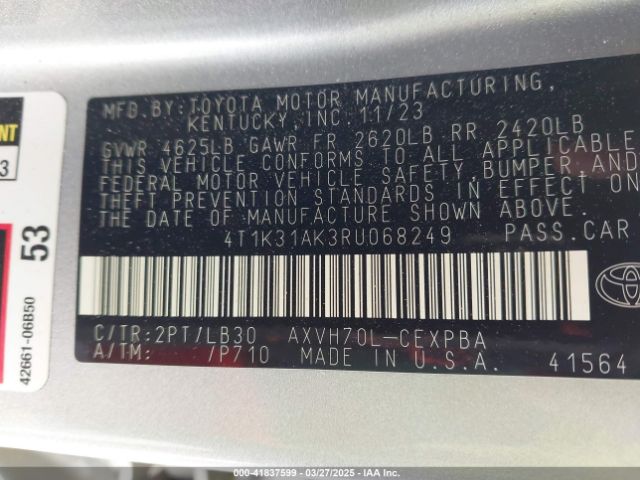 MFD.BY:TOYOTA MOTOR MANUFACTURING,
KENTUCKY,INC.11/23
GVWR 4625LB GAWR FR 2620LB RR 2420LB
THIS VEHICLE CONFORMS TO ALL APPLICABLE
FEDERAL MOTOR VEHICLE SAFETY,BUMPER,AND
THEFT PREVENTION STANDARDS IN EFFECT ON
THE DATE OF MANUFACTURE SHOWN ABOVE.
4T1K31AK3RU068249 PASS.CAR
C/TR:2PT/LB30 AXVH70L-CEXPBA
A/TM: /P710 MADE IN U.S.A. 41564
3
53
42661-06B50
000-41837599 - 03/27/2025 - IAA Inc.